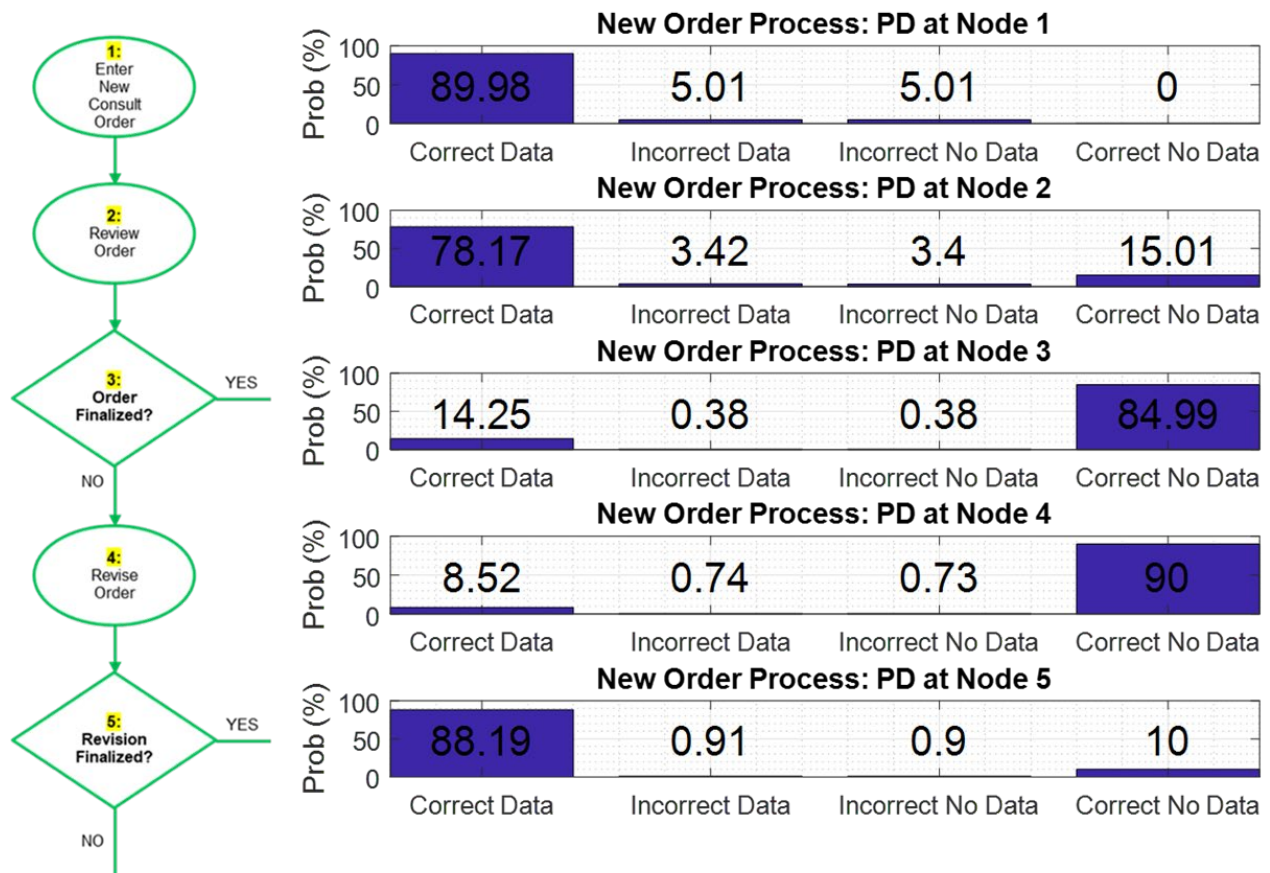 1:
Enter
New
Consult
Order
2:
Review
Order
3:
Order
Finalized?
YES
NO
4:
Revise
Order
5:
Revision
Finalized?
YES
NO
New Order Process: PD at Node 1
Prob (%)
100
50
0
89.98 5.01 5.01 0
Correct Data Incorrect Data Incorrect No Data Correct No Data
New Order Process: PD at Node 2
Prob (%)
100
50
0
78.17 3.42 3.4 15.01
Correct Data Incorrect Data Incorrect No Data Correct No Data
New Order Process: PD at Node 3
Prob (%)
100
50
0
14.25 0.38 0.38 84.99
Correct Data Incorrect Data Incorrect No Data Correct No Data
New Order Process: PD at Node 4
Prob (%)
100
50
0
8.52 0.74 0.73 90
Correct Data Incorrect Data Incorrect No Data Correct No Data
New Order Process: PD at Node 5
Prob (%)
100
50
0
88.19 0.91 0.9 10
Correct Data Incorrect Data Incorrect No Data Correct No Data